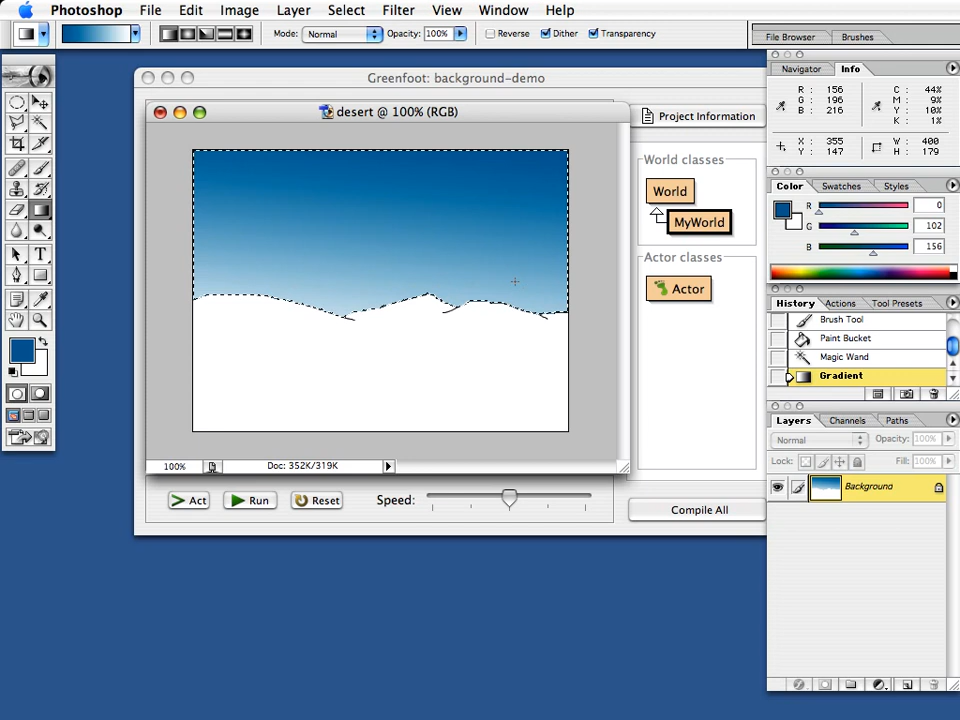 Photoshop File Edit Image Layer Select Filter View Window Help
Mode: Normal Opacity: 100% Reverse Dither Transparency
File Browser Brushes
Greenfoot: background-demo
desert @ 100% (RGB)
Project Information
World classes
World
MyWorld
Actor classes
Actor
100% Doc: 352K/319K
Act Run Reset Speed:
Compile All
Navigator Info
R : 156 C : 44%
G : 196 M : 9%
B : 216 Y : 10%
K : 1%
X : 355 W : 400
Y : 147 H : 179
Color Swatches Styles
R 0
G 102
B 156
History Actions Tool Presets
Brush Tool
Paint Bucket
Magic Wand
Gradient
Layers Channels Paths
Normal Opacity: 100%
Lock: Fill: 100%
Background